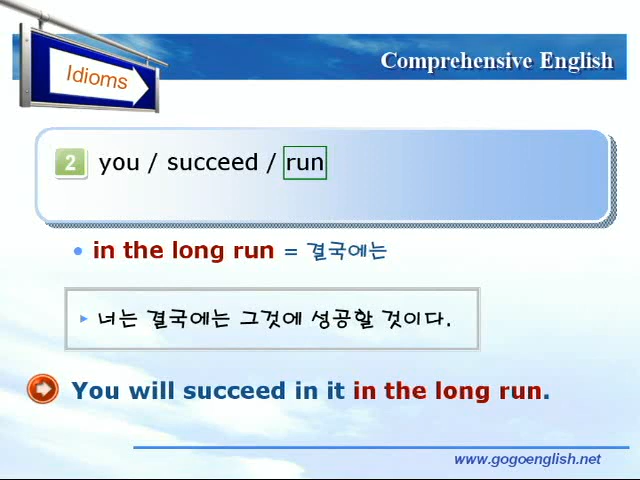 Idioms
Comprehensive English
2 you / succeed / run
• in the long run = 결국에는
▸ 너는 결국에는 그것에 성공할 것이다.
You will succeed in it in the long run.
www.gogoenglish.net